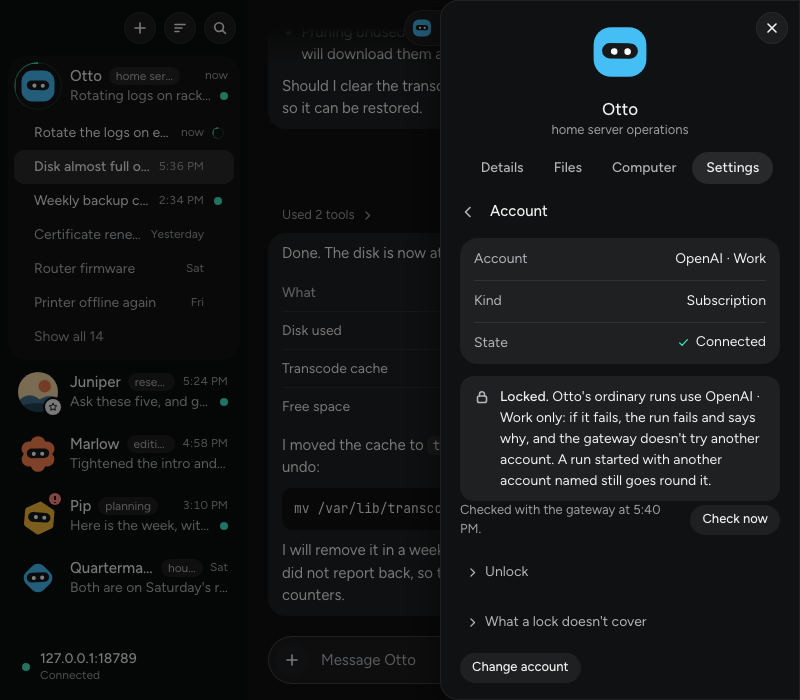 Otto
home ser...
now
Rotating logs on rack...
Rotate the logs on e...
now
Disk almost full o...
5:36 PM
Weekly backup c...
2:34 PM
Certificate rene...
Yesterday
Router firmware
Sat
Printer offline again
Fri
Show all 14
Juniper
rese...
5:24 PM
Ask these five, and g...
Marlow
editi...
4:58 PM
Tightened the intro and...
Pip
planning
3:10 PM
Here is the week, wit...
Quarterma...
hou...
Sat
Both are on Saturday's r...
127.0.0.1:18789
Connected
Pruning unused
will download them a
Should I clear the transc
so it can be restored.
Used 2 tools
Done. The disk is now at
What
Disk used
Transcode cache
Free space
I moved the cache to
undo:
mv /var/lib/transco
I will remove it in a week
did not report back, so t
counters.
Message Otto
Otto
home server operations
Details
Files
Computer
Settings
Account
Account
OpenAI · Work
Kind
Subscription
State
Connected
Locked. Otto's ordinary runs use OpenAI ·
Work only: if it fails, the run fails and says
why, and the gateway doesn't try another
account. A run started with another
account named still goes round it.
Checked with the gateway at 5:40
PM.
Check now
Unlock
What a lock doesn't cover
Change account